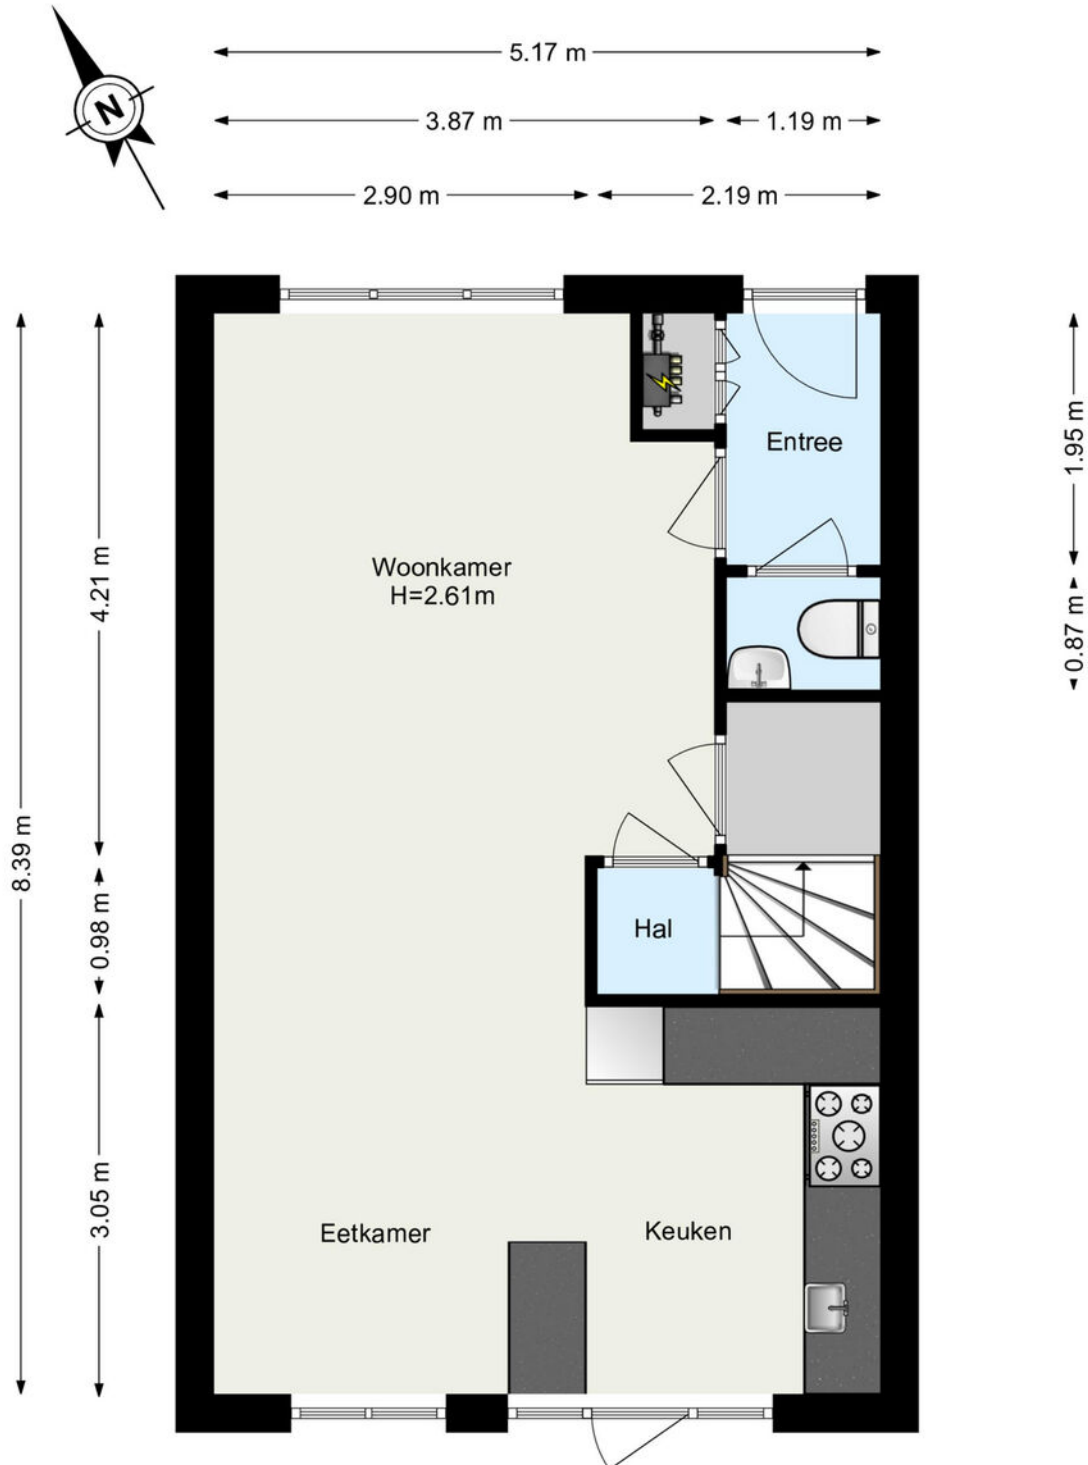 N
5.17 m
3.87 m
1.19 m
2.90 m
2.19 m
Entree
1.95 m
Woonkamer
H=2.61m
4.21 m
0.87 m
8.39 m
0.98 m
Hal
3.05 m
Eetkamer
Keuken